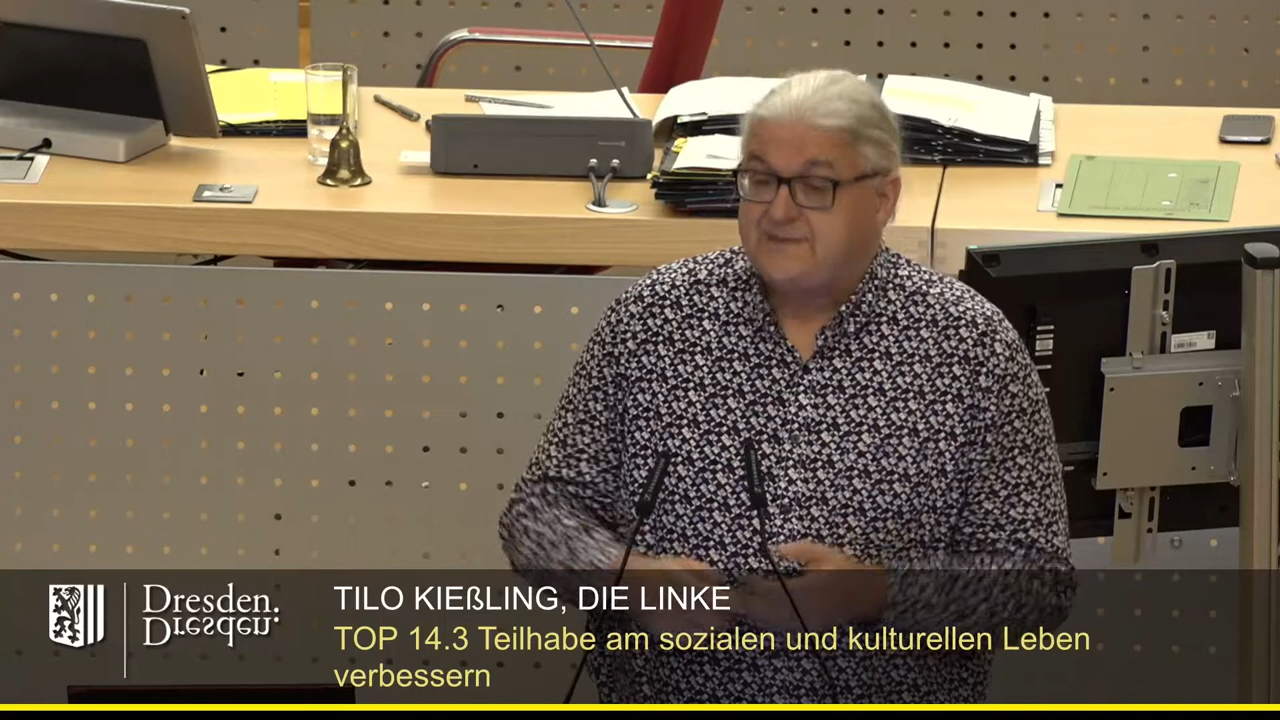 Dresden.
Dresden.
TILO KIEßLING, DIE LINKE
TOP 14.3 Teilhabe am sozialen und kulturellen Leben
verbessern